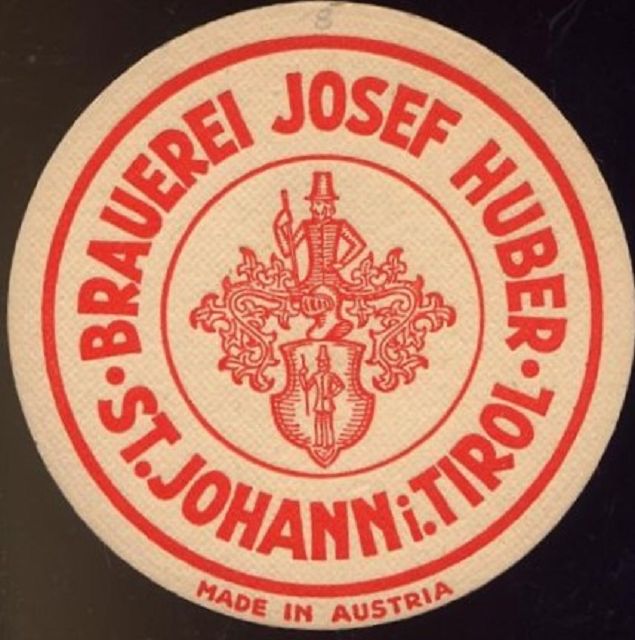 BRAUEREI JOSEF HUBER
ST. JOHANN i. TIROL
MADE IN AUSTRIA